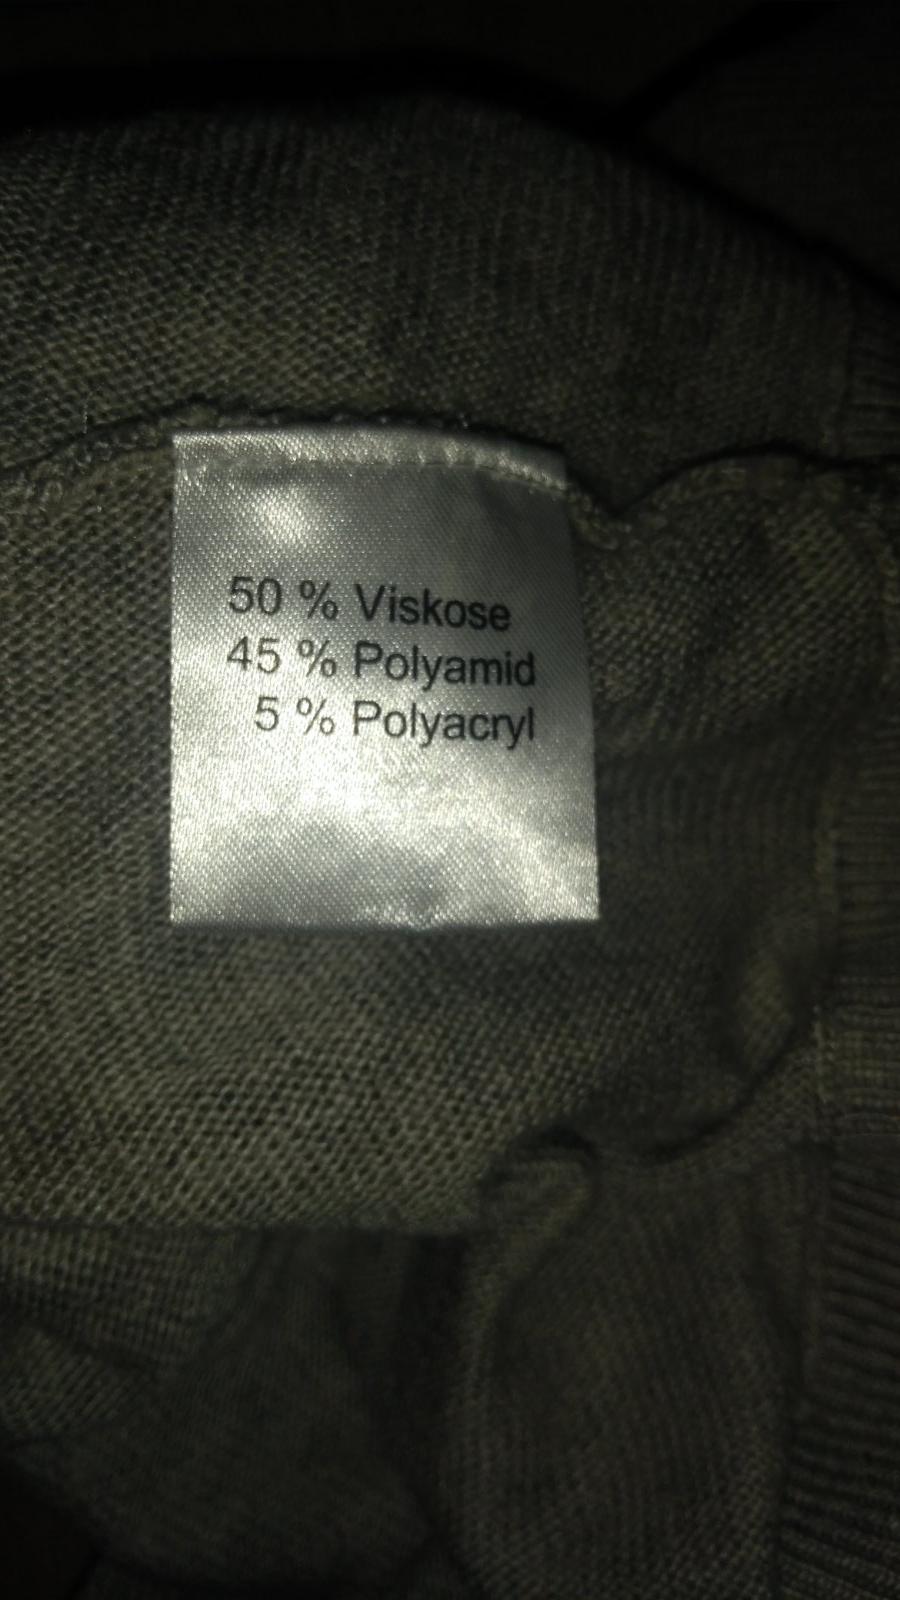 50 % Viskose
45 % Polyamid
5 % Polyacryl